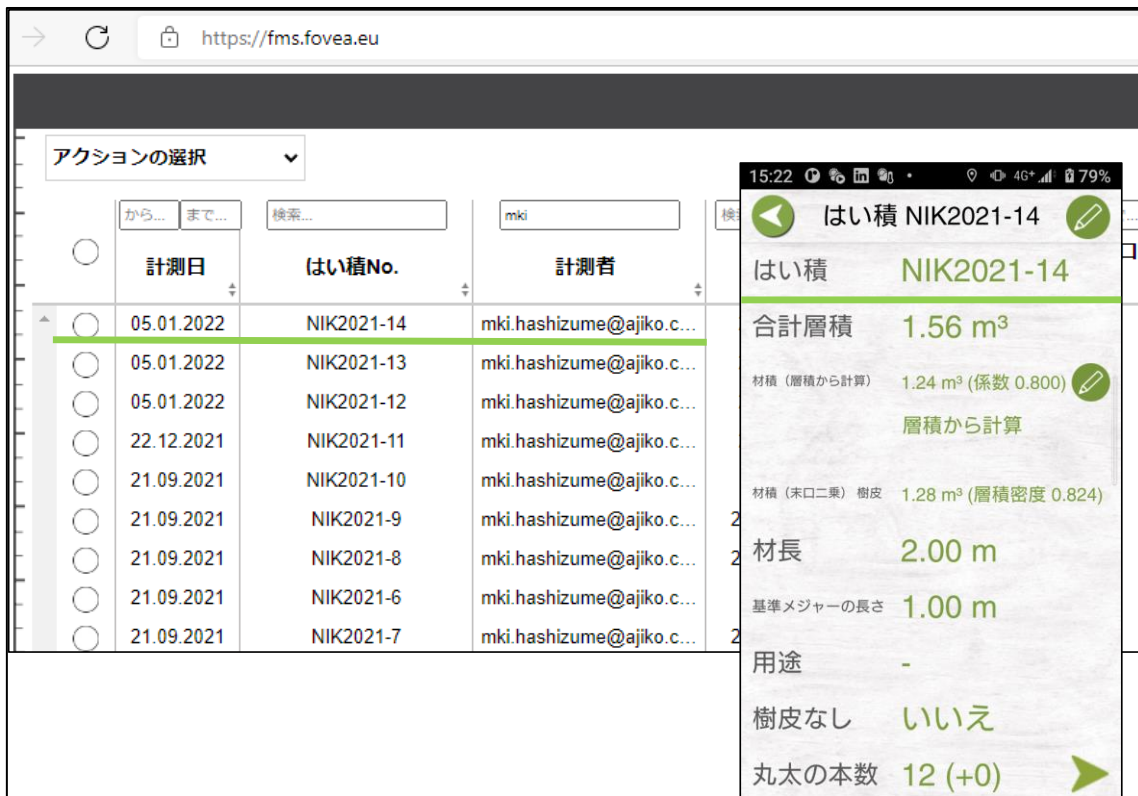 https://fms.fovea.eu
アクションの選択
から... まで... 検索... mki 検
計測日 はい積No. 計測者
05.01.2022 NIK2021-14 mki.hashizume@ajiko.c...
05.01.2022 NIK2021-13 mki.hashizume@ajiko.c...
05.01.2022 NIK2021-12 mki.hashizume@ajiko.c...
22.12.2021 NIK2021-11 mki.hashizume@ajiko.c...
21.09.2021 NIK2021-10 mki.hashizume@ajiko.c...
21.09.2021 NIK2021-9 mki.hashizume@ajiko.c... 2
21.09.2021 NIK2021-8 mki.hashizume@ajiko.c... 2
21.09.2021 NIK2021-6 mki.hashizume@ajiko.c...
21.09.2021 NIK2021-7 mki.hashizume@ajiko.c... 2
15:22 in 4G+ 79%
はい積 NIK2021-14
はい積 NIK2021-14
合計層積 1.56 m³
材積（層積から計算） 1.24 m³ (係数 0.800)
層積から計算
材積（末口二乗） 樹皮 1.28 m³ (層積密度 0.824)
材長 2.00 m
基準メジャーの長さ 1.00 m
用途 -
樹皮なし いいえ
丸太の本数 12 (+0)